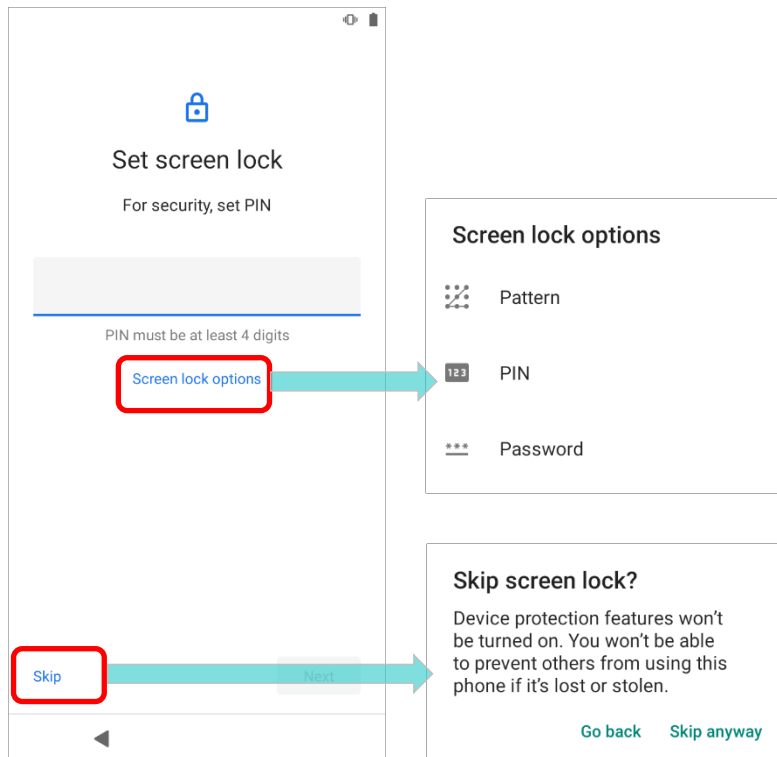 Set screen lock
For security, set PIN
PIN must be at least 4 digits
Screen lock options
Skip
Next
Screen lock options
Pattern
123
PIN
***
Password
Skip screen lock?
Device protection features won't
be turned on. You won't be able
to prevent others from using this
phone if it's lost or stolen.
Go back
Skip anyway